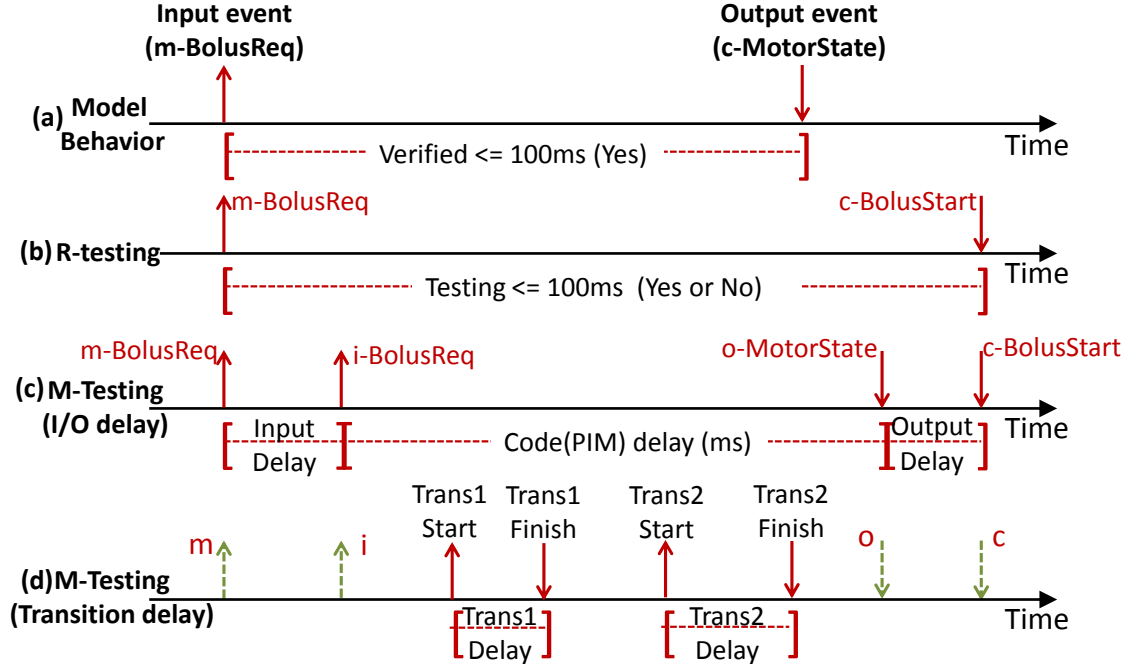 Input event
(m-BolusReq)
Output event
(c-MotorState)
(a) Model
Behavior
Time
Verified <= 100ms (Yes)
m-BolusReq
c-BolusStart
(b) R-testing
Time
Testing <= 100ms (Yes or No)
m-BolusReq
i-BolusReq
o-MotorState
c-BolusStart
(c) M-Testing
(I/O delay)
Time
Input
Delay
Code(PIM) delay (ms)
Output
Delay
Trans1
Start
Trans1
Finish
Trans2
Start
Trans2
Finish
m
i
o
c
(d) M-Testing
(Transition delay)
Time
Trans1
Delay
Trans2
Delay